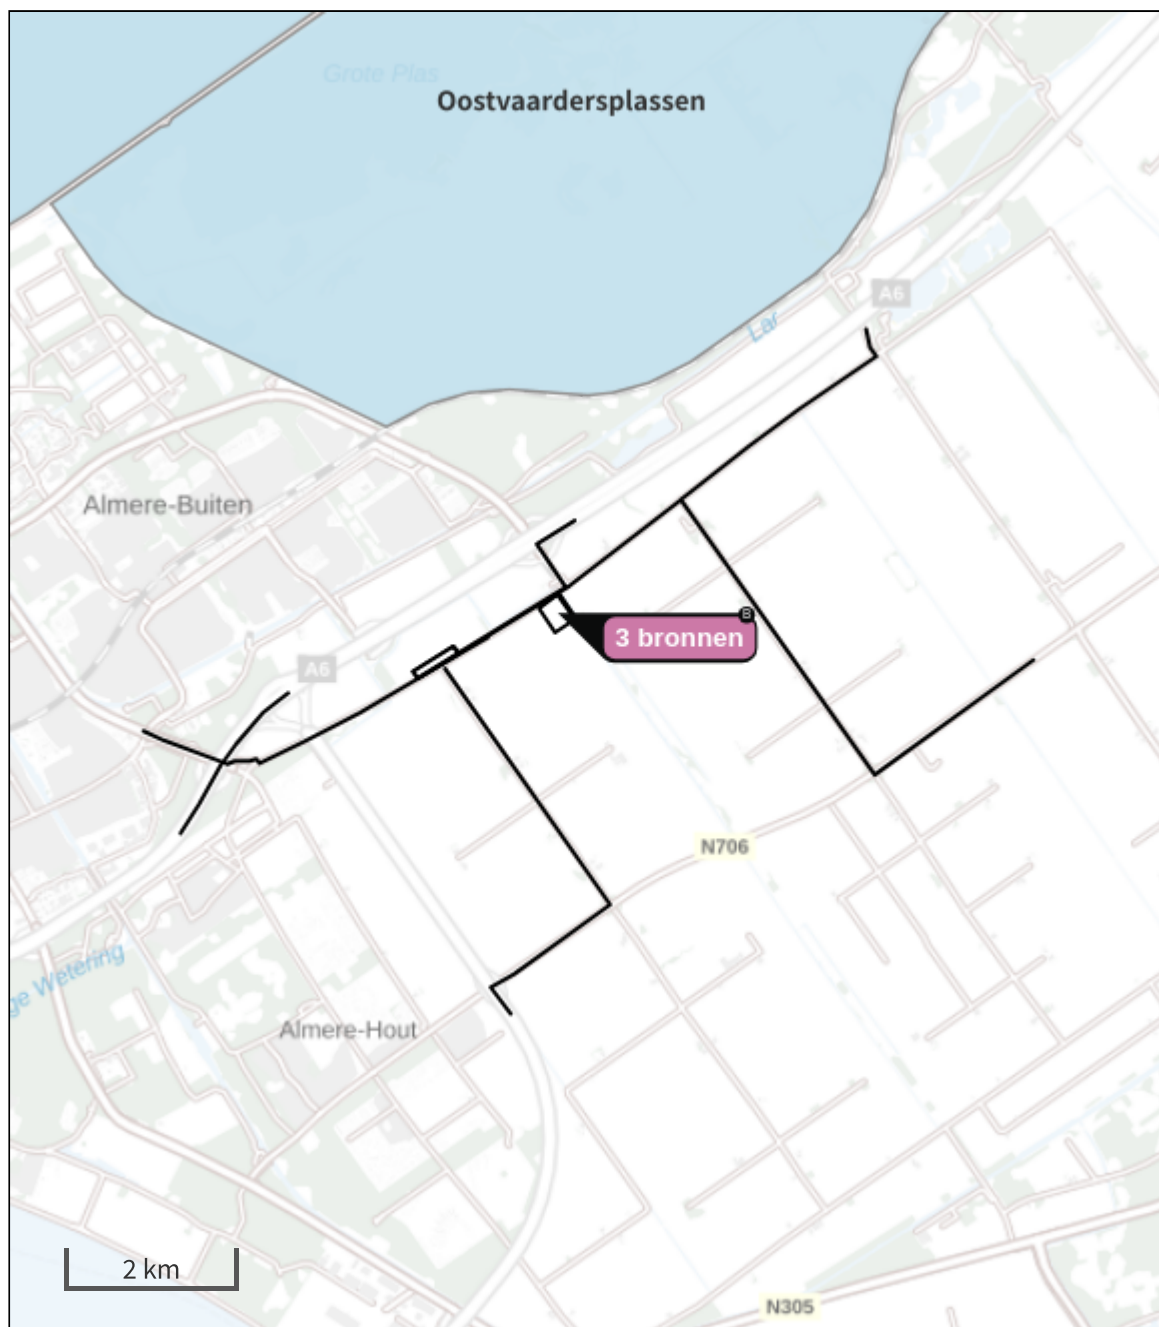 Grote Plas
Oostvaardersplassen
A6
Lar
Almere-Buiten
B
3 bronnen
A6
N706
ge Wetering
Almere-Hout
2 km
N305